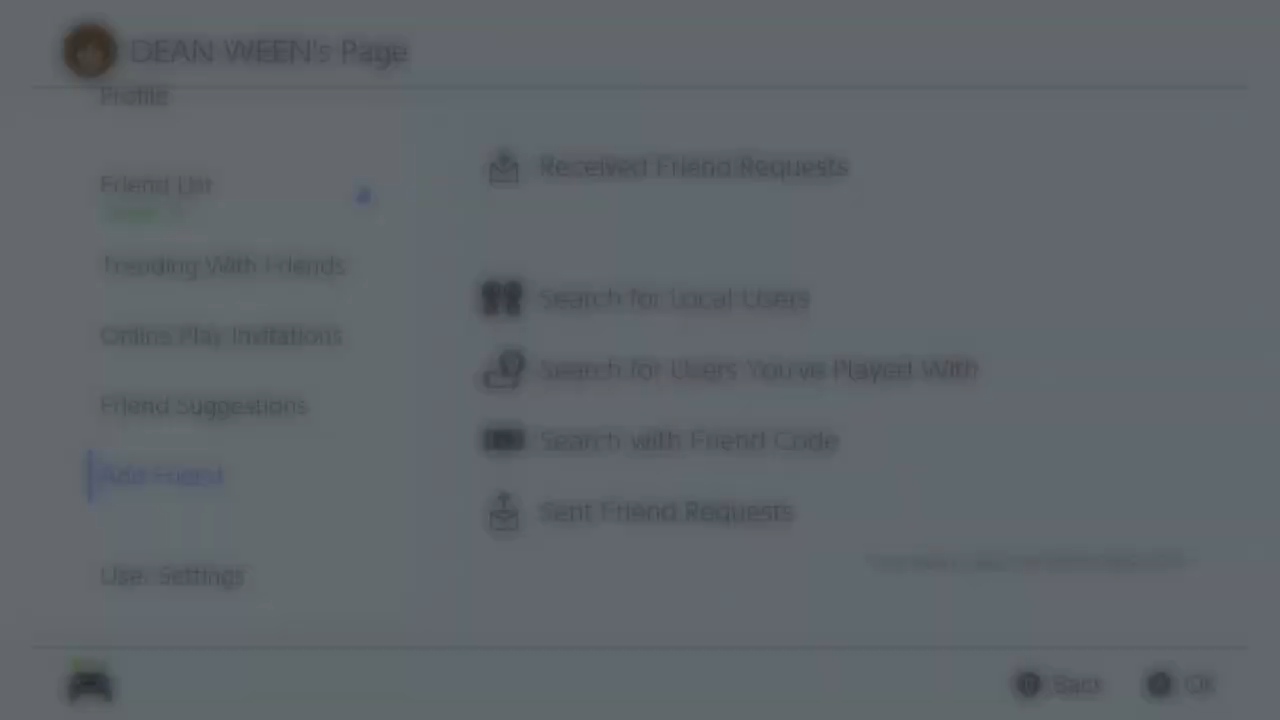 DEAN WEEN's Page
Profile
Friend List
Trending With Friends
Online Play Invitations
Friend Suggestions
Add Friend
User Settings
Received Friend Requests
Search for Local Users
Search for Users You've Played With
Search with Friend Code
Sent Friend Requests
Back
OK